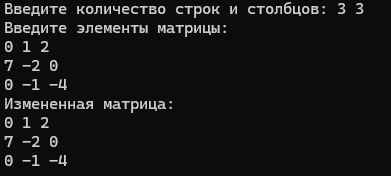 Введите количество строк и столбцов: 3 3
Введите элементы матрицы:
0 1 2
7 -2 0
0 -1 -4
Измененная матрица:
0 1 2
7 -2 0
0 -1 -4